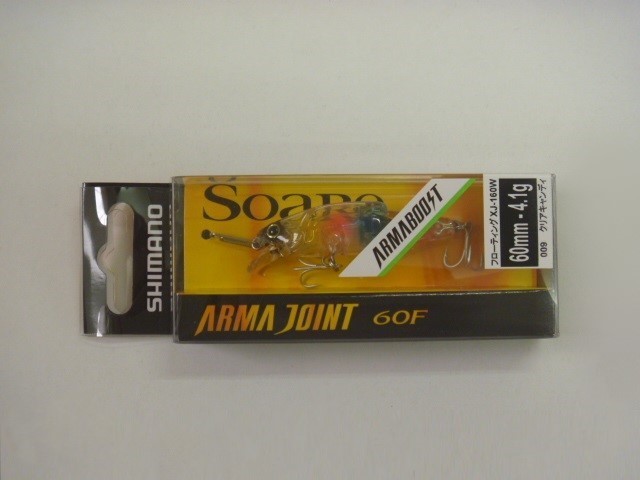 SHIMANO
Soare
ARMABOOST
ARMA JOINT 60F
フローティング XJ-160W
60mm - 4.1g
009 クリアキャンディ